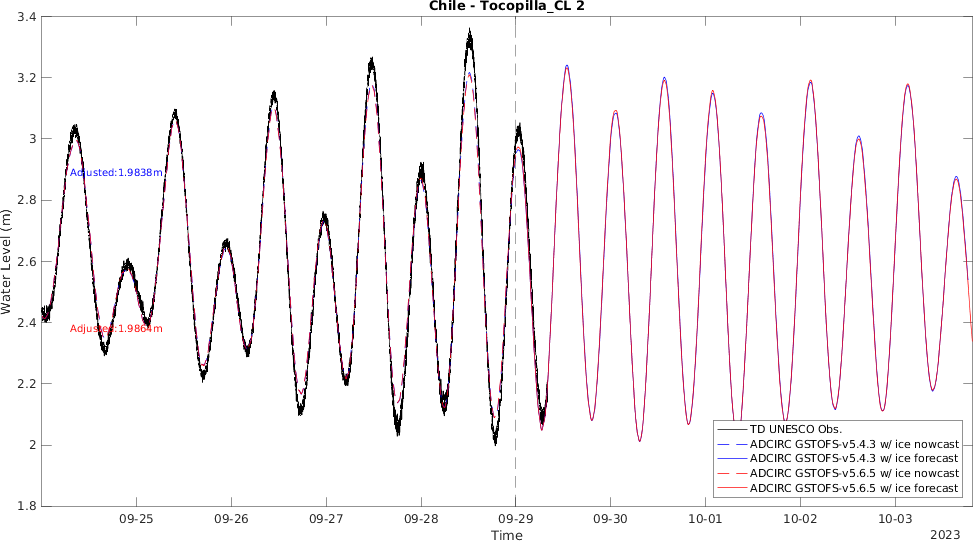 Chile - Tocopilla_CL 2
3.4
3.2
3
2.8
2.6
2.4
2.2
2
1.8
Water Level (m)
Adjusted:1.9838m
Adjusted:1.9864m
TD UNESCO Obs.
ADCIRC GSTOFS-v5.4.3 w/ ice nowcast
ADCIRC GSTOFS-v5.4.3 w/ ice forecast
ADCIRC GSTOFS-v5.6.5 w/ ice nowcast
ADCIRC GSTOFS-v5.6.5 w/ ice forecast
09-25 09-26 09-27 09-28 09-29 09-30 10-01 10-02 10-03
Time
2023